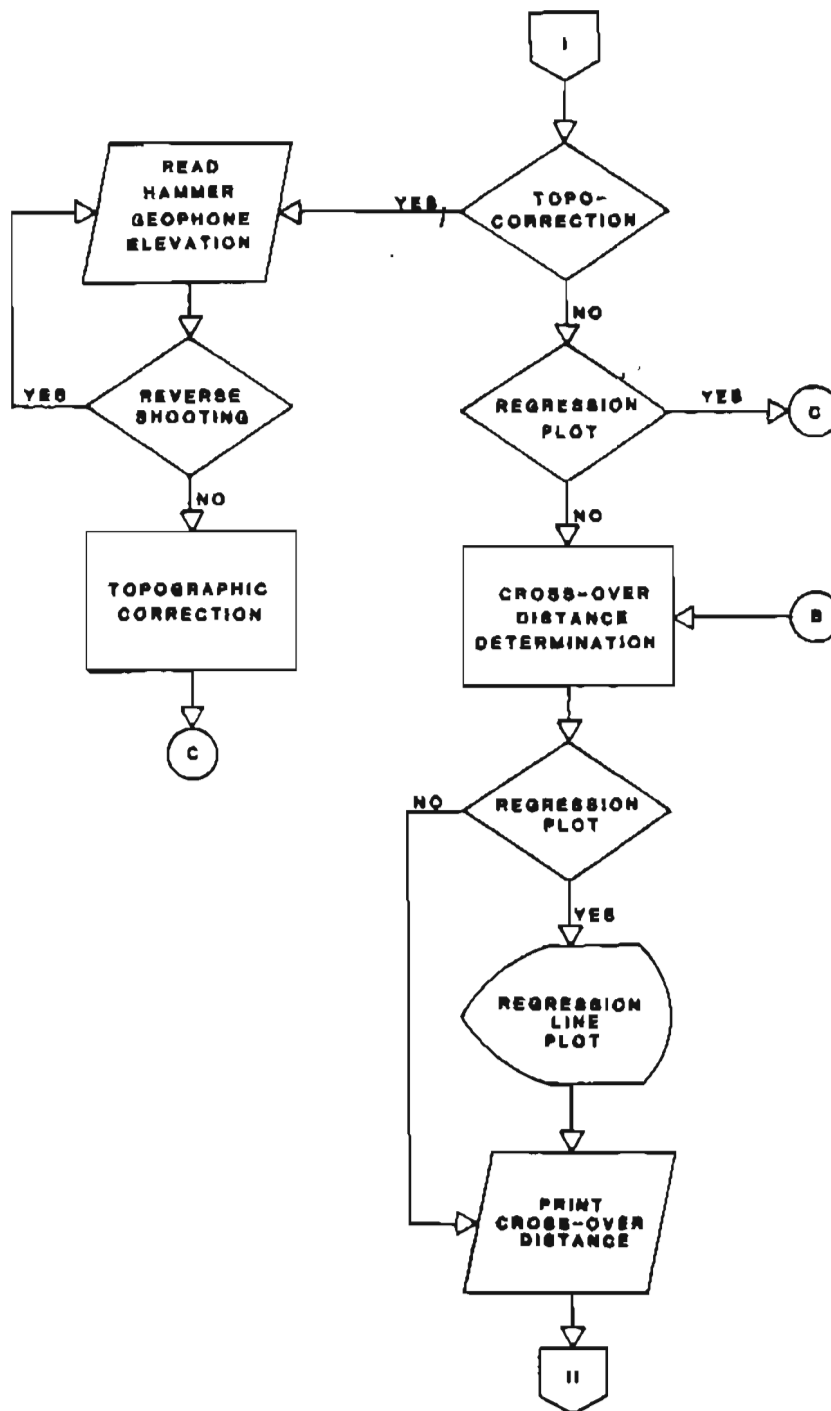 I
TOPO-
CORRECTION
YES
READ
HAMMER
GEOPHONE
ELEVATION
NO
YES
REVERSE
SHOOTING
REGRESSION
PLOT
YES
C
NO
NO
TOPOGRAPHIC
CORRECTION
CROSS-OVER
DISTANCE
DETERMINATION
B
C
NO
REGRESSION
PLOT
YES
REGRESSION
LINE
PLOT
PRINT
CROSS-OVER
DISTANCE
II